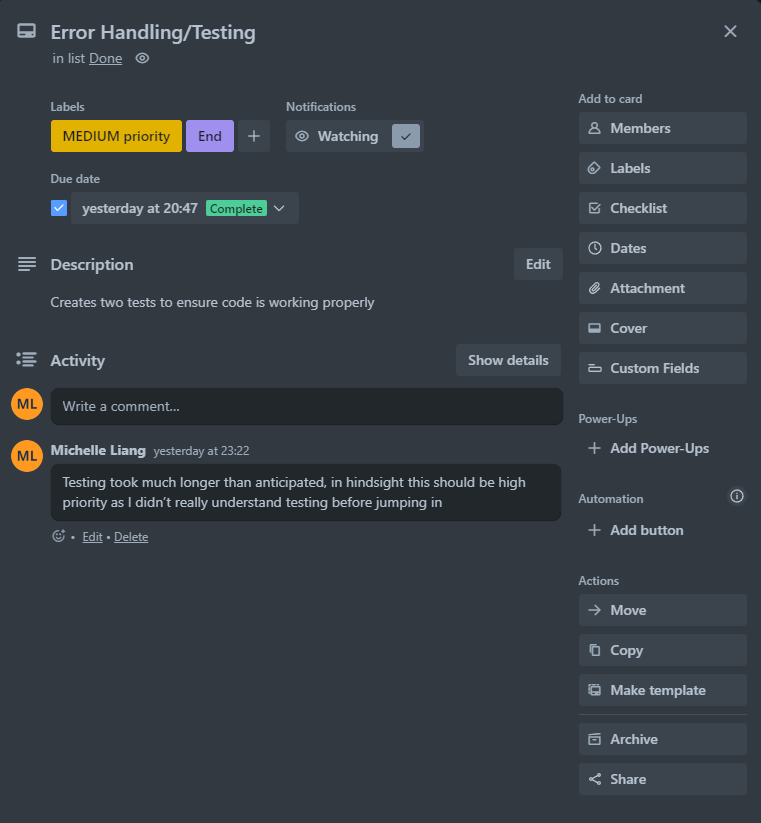 Error Handling/Testing
in list Done
Labels
MEDIUM priority
End
Notifications
Watching
Due date
yesterday at 20:47 Complete
Description
Edit
Creates two tests to ensure code is working properly
Activity
Show details
ML
Write a comment...
ML
Michelle Liang yesterday at 23:22
Testing took much longer than anticipated, in hindsight this should be high
priority as I didn’t really understand testing before jumping in
• Edit • Delete
Add to card
Members
Labels
Checklist
Dates
Attachment
Cover
Custom Fields
Power-Ups
Add Power-Ups
Automation
Add button
Actions
Move
Copy
Make template
Archive
Share